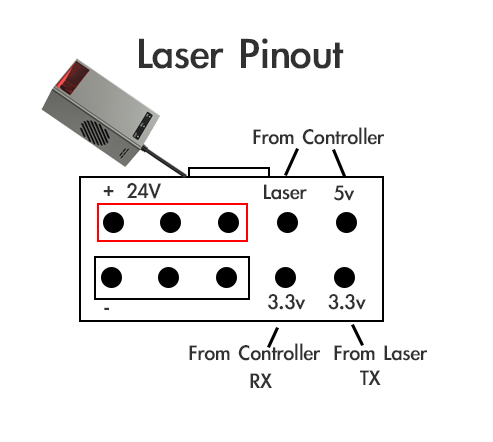 Laser Pinout
From Controller
+ 24V
Laser
5v
-
3.3v
3.3v
From Controller
RX
From Laser
TX